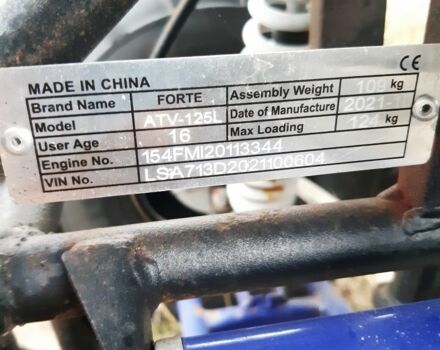 CE
MADE IN CHINA
Brand Name FORTE Assembly Weight kg
Model ATV-125L Date of Manufacture
User Age 16 Max Loading 124 kg
Engine No. 154FMI20113344
VIN No. LSA713D2021100604